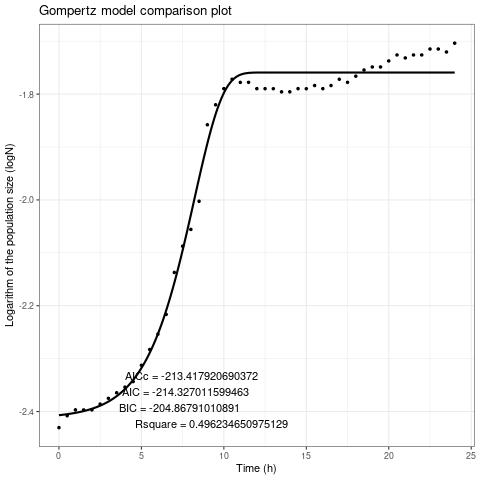 Gompertz model comparison plot
Logarithm of the population size (logN)
-1.8
-2.0
-2.2
-2.4
AICc = -213.417920690372
AIC = -214.327011599463
BIC = -204.86791010891
Rsquare = 0.496234650975129
0 5 10 15 20 25
Time (h)